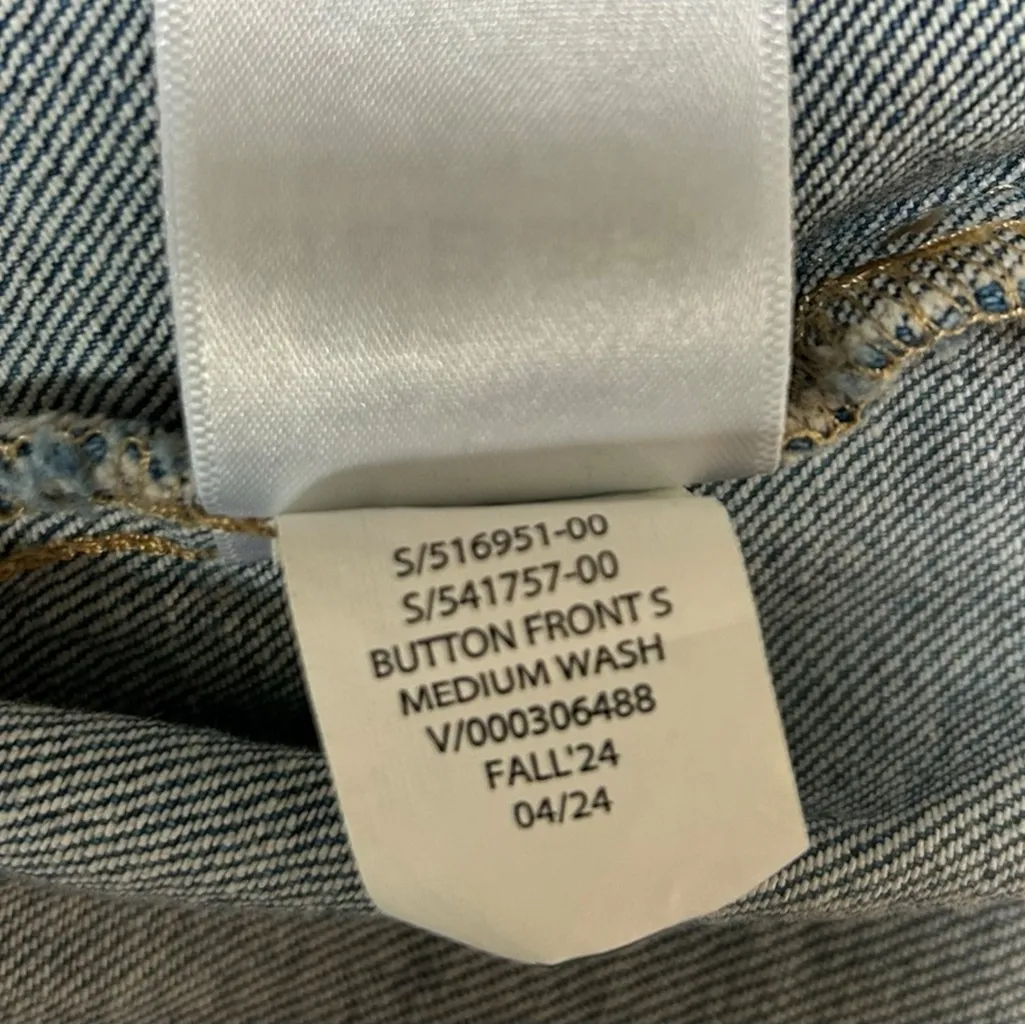 S/516951-00
S/541757-00
BUTTON FRONT S
MEDIUM WASH
V/000306488
FALL'24
04/24